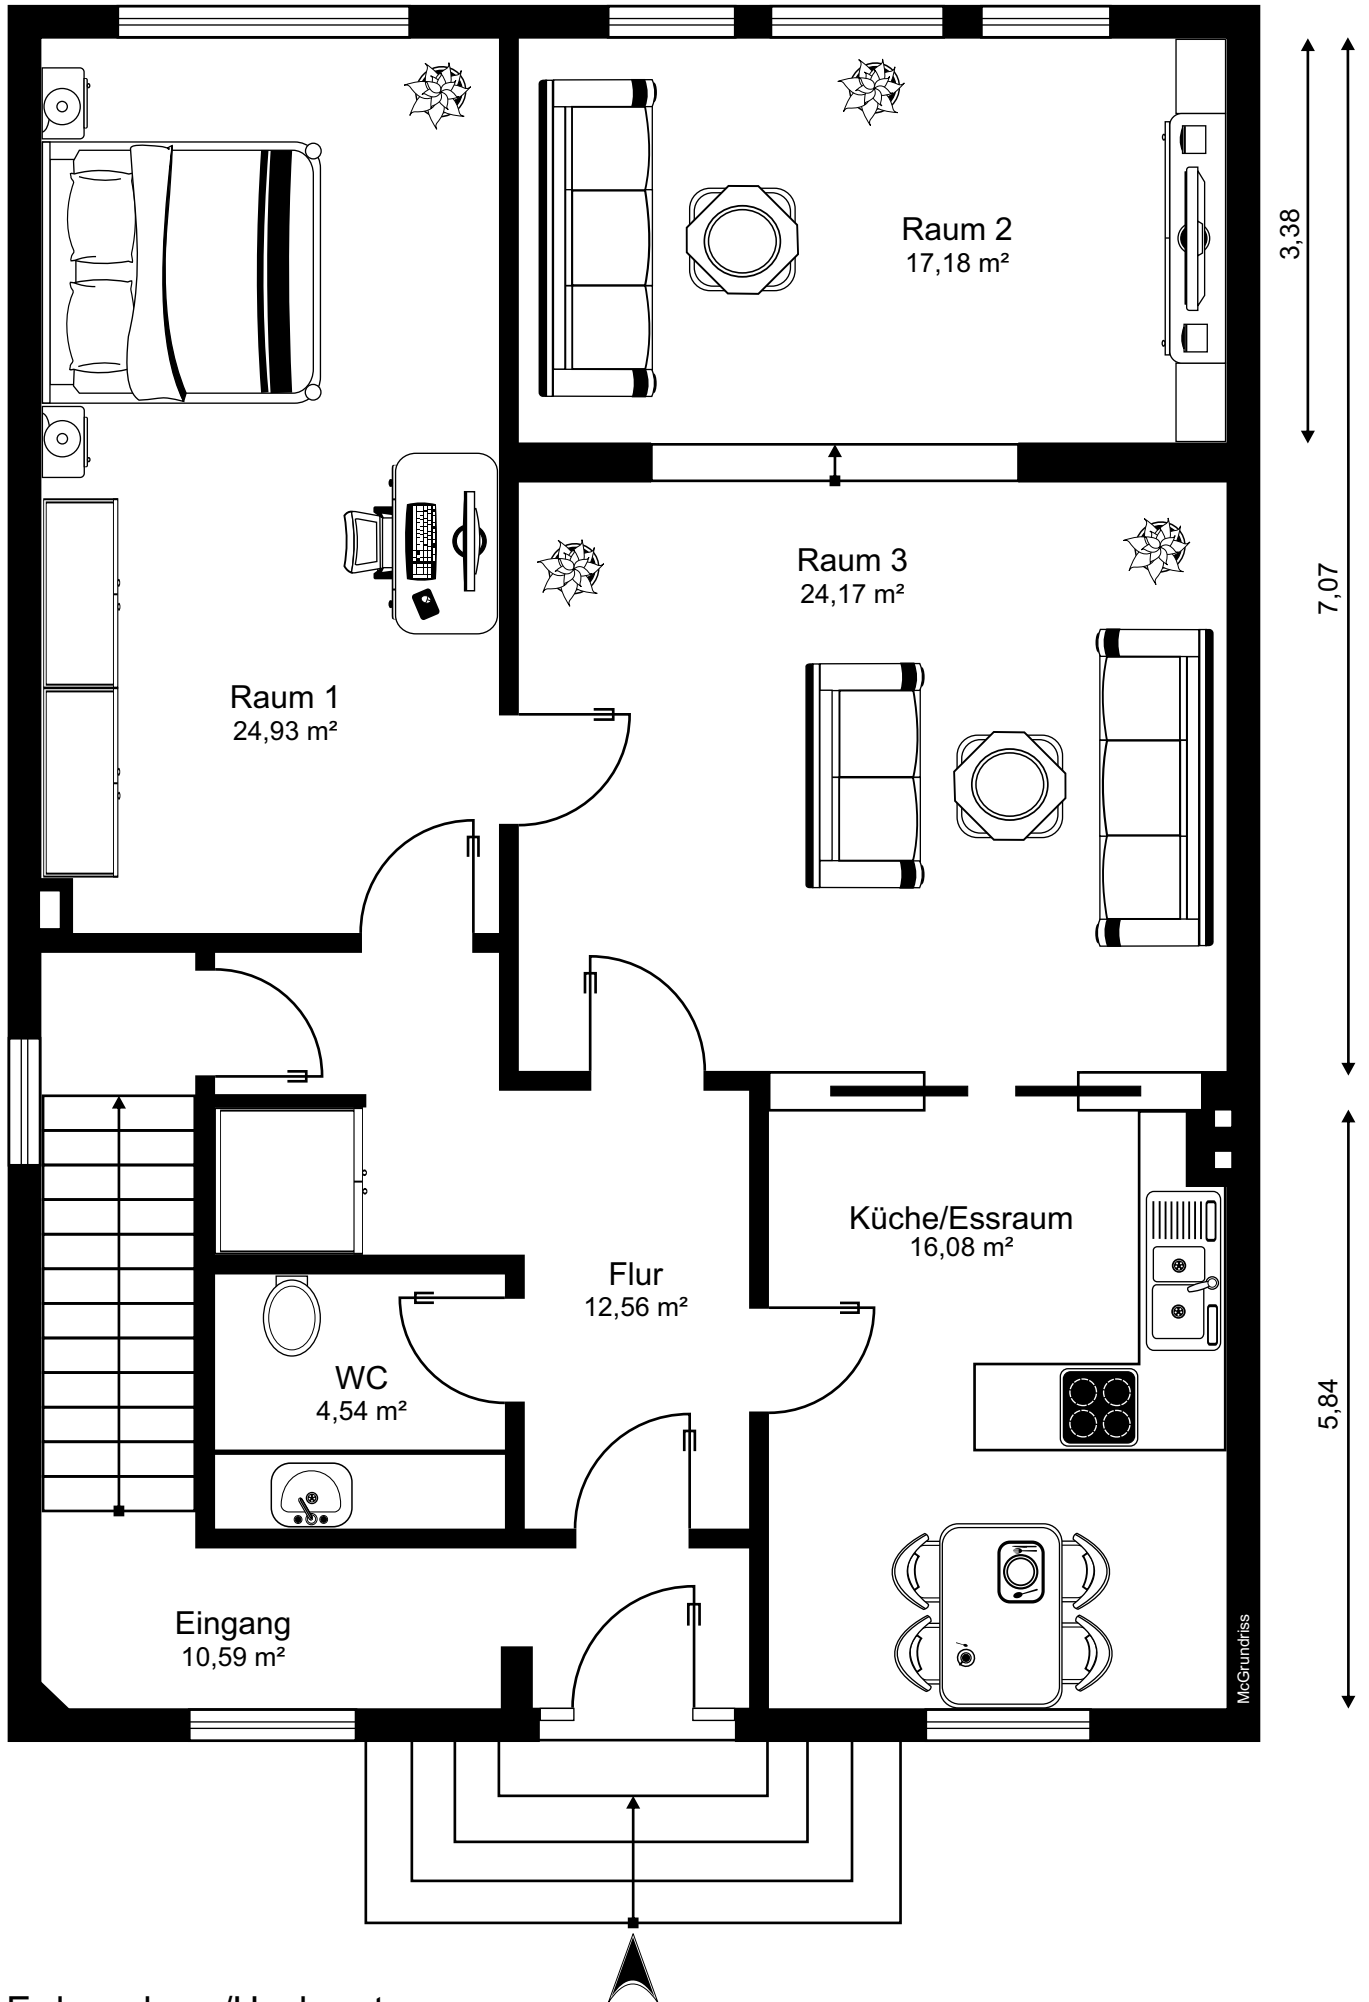 Raum 2
17,18 m²
3,38
Raum 3
24,17 m²
7,07
Raum 1
24,93 m²
Küche/Essraum
16,08 m²
Flur
12,56 m²
WC
4,54 m²
5,84
Eingang
10,59 m²
McGrundriss